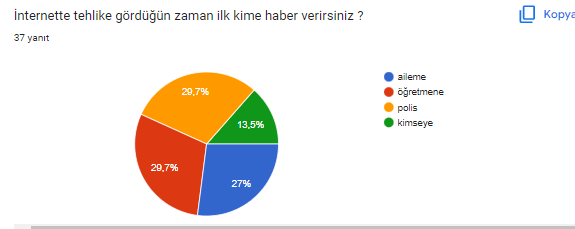 İnternette tehlike gördüğün zaman ilk kime haber verirsiniz ?
Kopya
37 yanıt
aileme
öğretmene
polis
kimseye
29,7%
13,5%
29,7%
27%